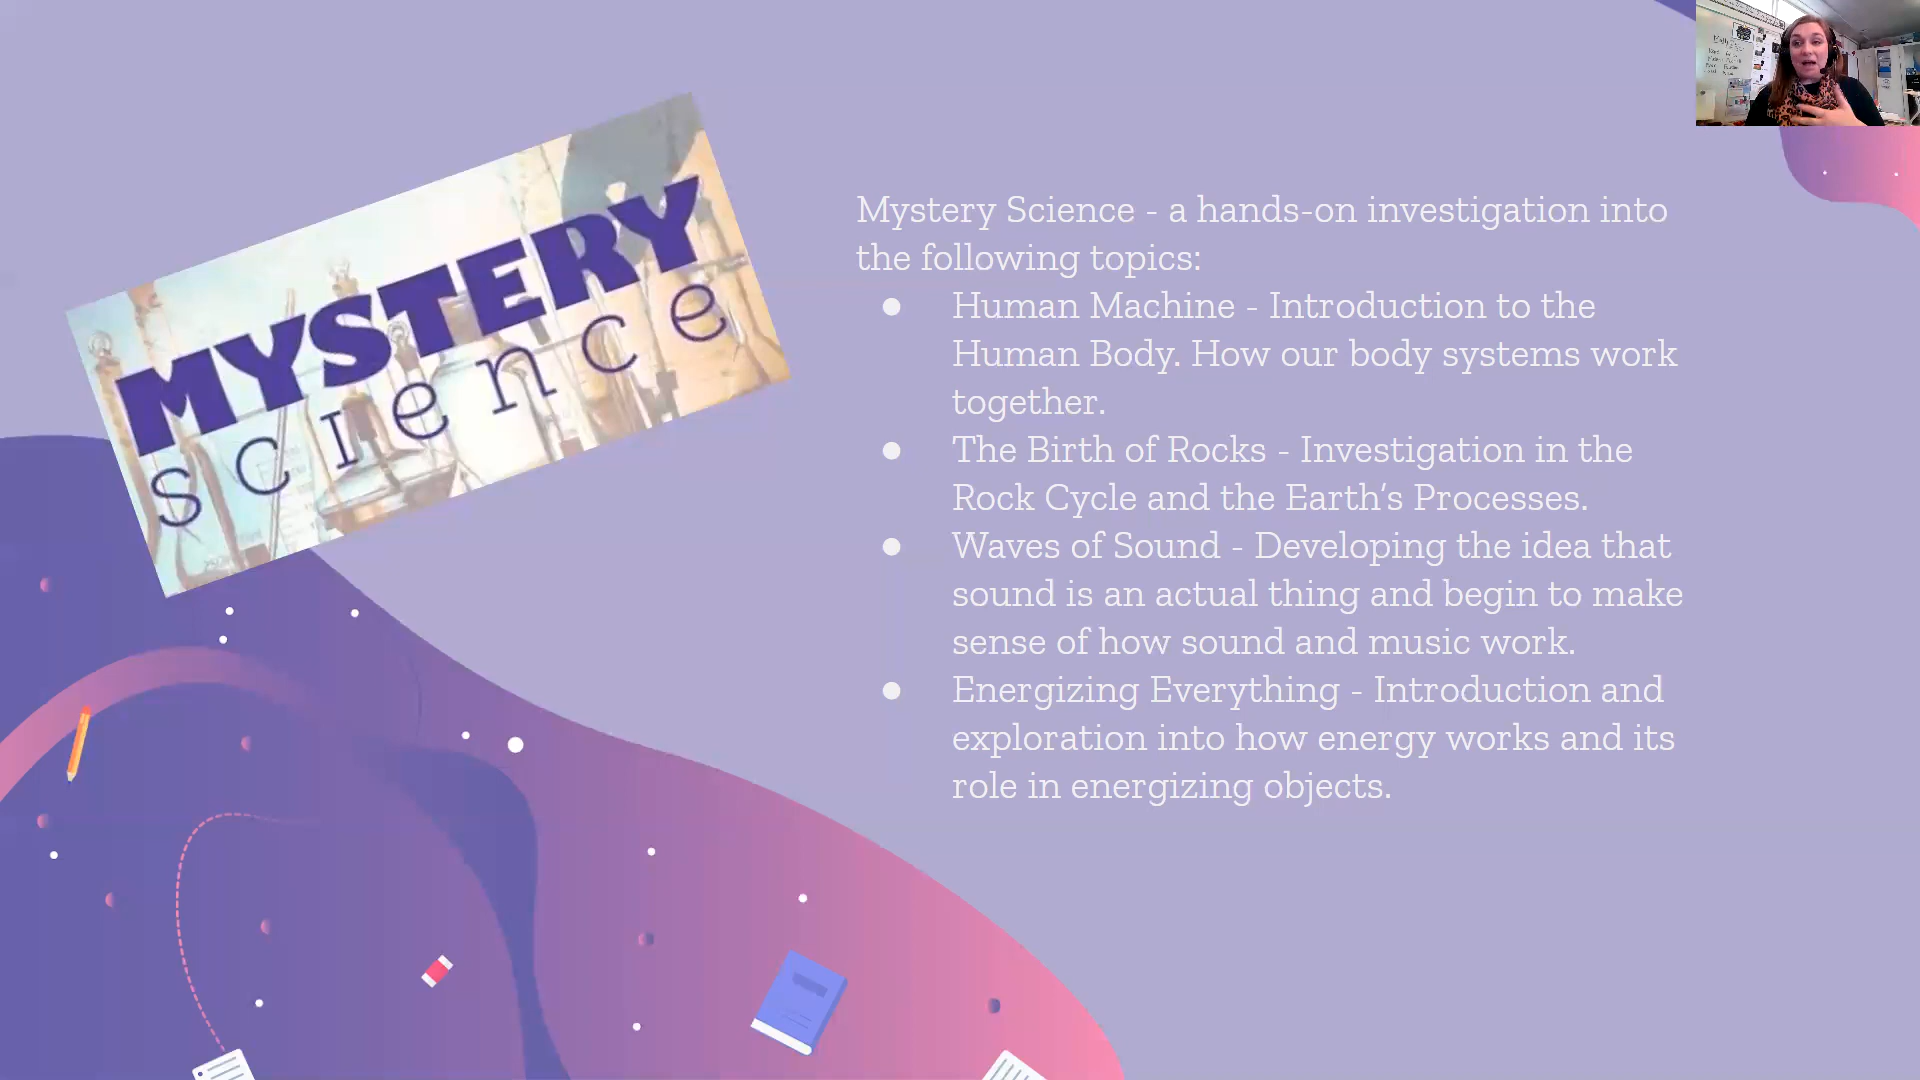 MYSTERY
science
Mystery Science - a hands-on investigation into
the following topics:
● Human Machine - Introduction to the
Human Body. How our body systems work
together.
● The Birth of Rocks - Investigation in the
Rock Cycle and the Earth’s Processes.
● Waves of Sound - Developing the idea that
sound is an actual thing and begin to make
sense of how sound and music work.
● Energizing Everything - Introduction and
exploration into how energy works and its
role in energizing objects.